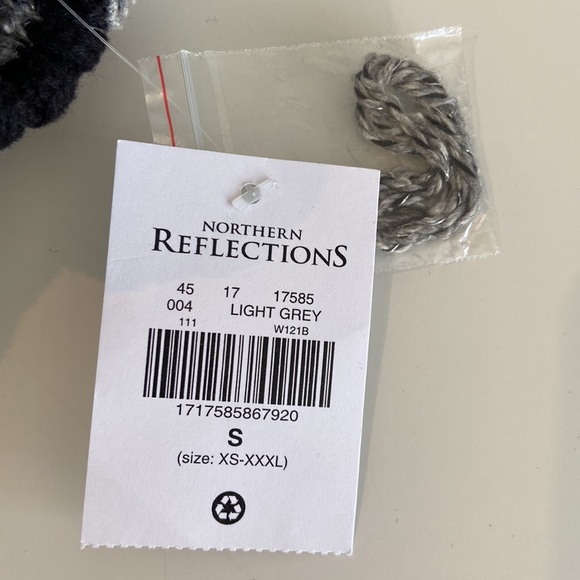 NORTHERN
REFLECTIONS
45 17 17585
004 LIGHT GREY
111 W121B
1717585867920
S
(size: XS-XXXL)